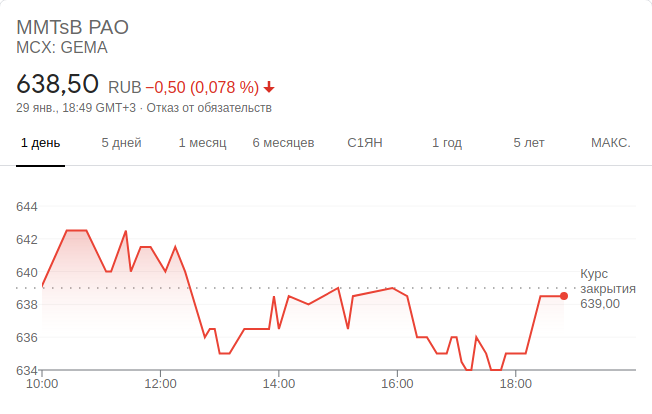 MMTsB PAO
MCX: GEMA
638,50 RUB −0,50 (0,078 %)
29 янв., 18:49 GMT+3 · Отказ от обязательств
1 день 5 дней 1 месяц 6 месяцев С1ЯН 1 год 5 лет МАКС.
644
642
640
638
636
634
Курс
закрытия
639,00
10:00 12:00 14:00 16:00 18:00